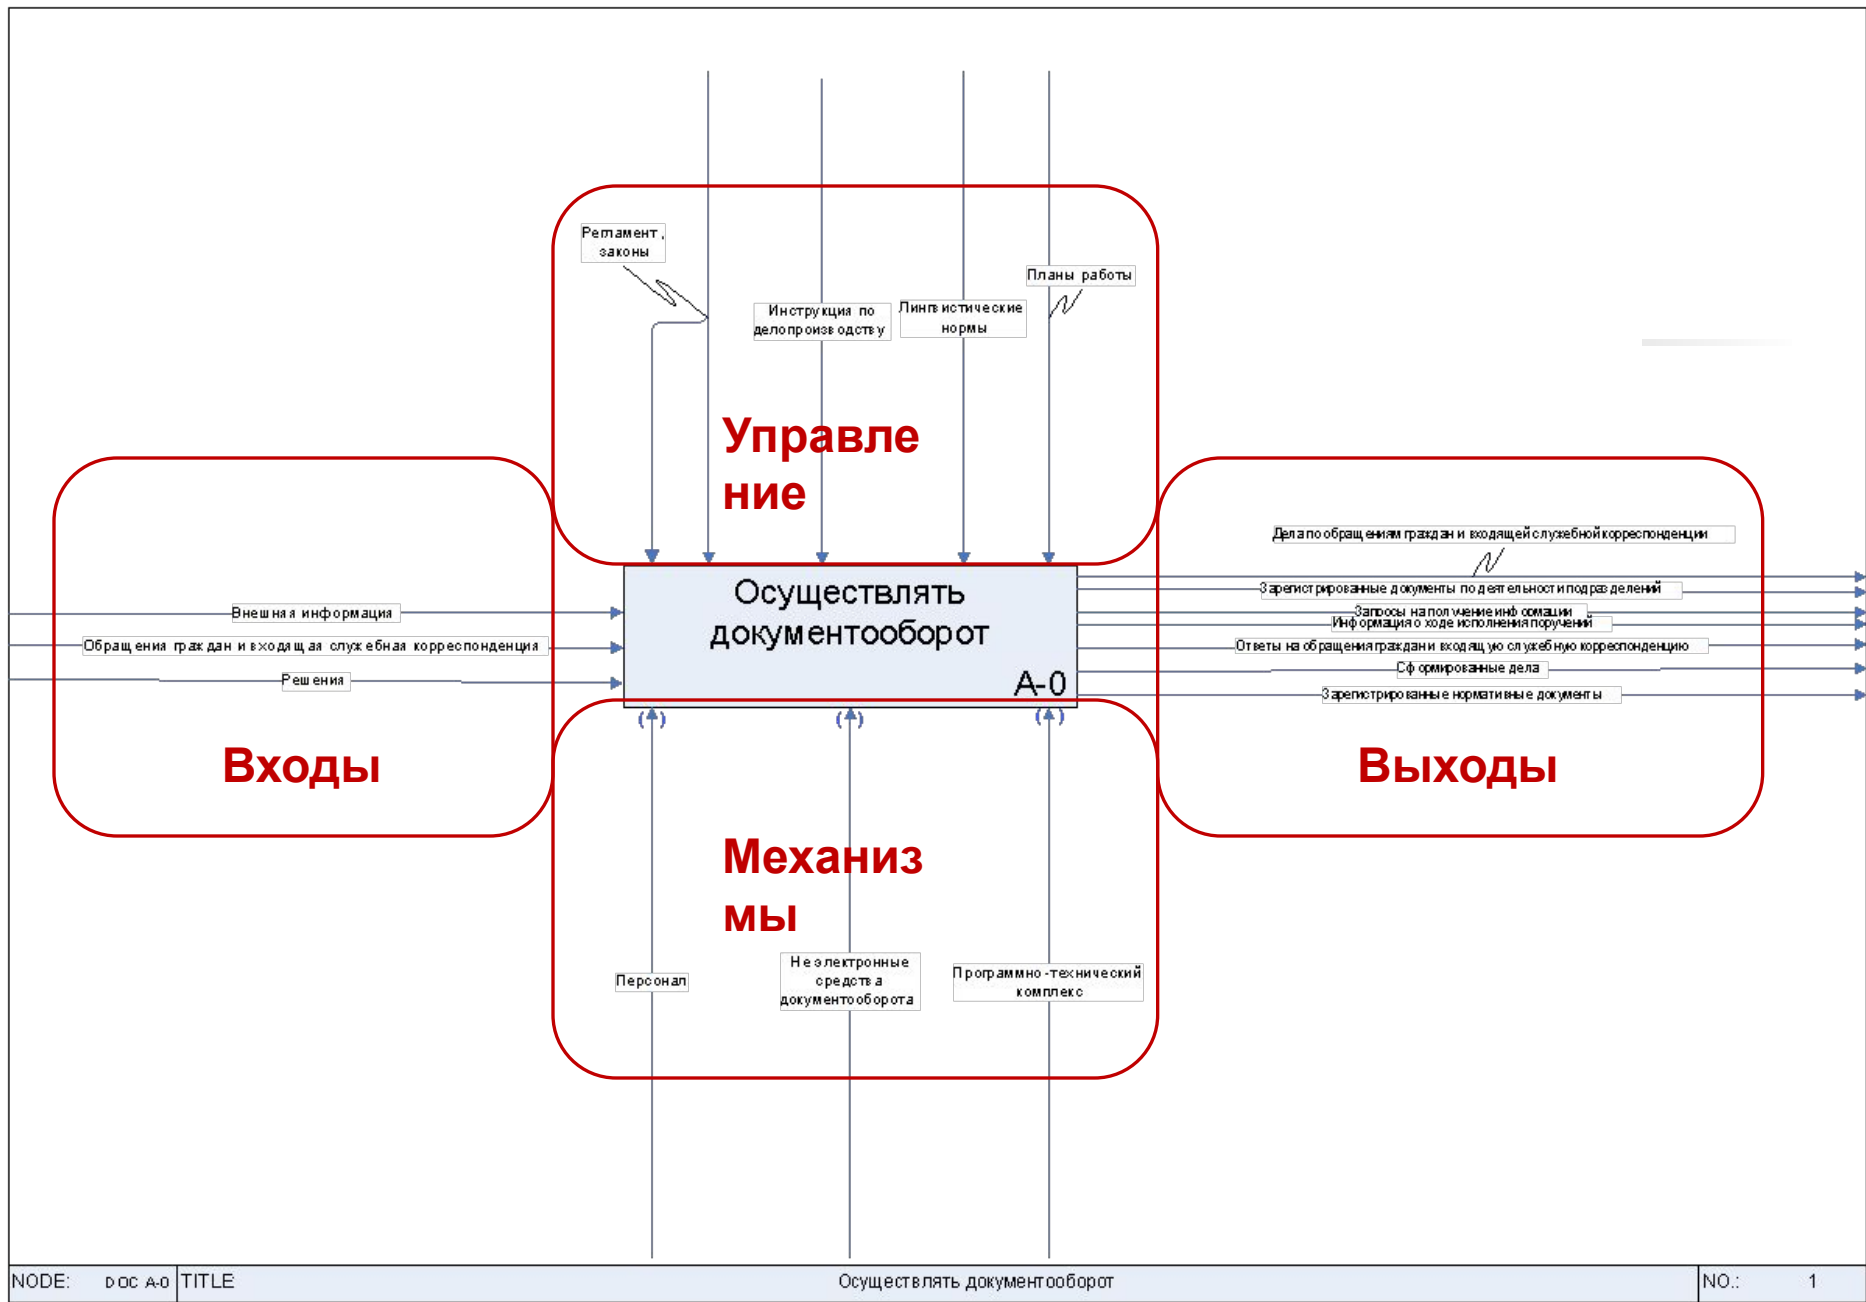 Регламент,
законы
Планы работы
Инструкция по
делопроизводству
Лингвистические
нормы
Управле
ние
Дела по обращениям граждан и входящей служебной корреспонденции
Осуществлять
документооборот
А-0
Внешняя информация
Обращения граждан и входящая служебная корреспонденция
Решения
Зарегистрированные документы по деятельности подразделений
Запросы на получение информации
Информация о ходе исполнения поручений
Ответы на обращения граждан и входящую служебную корреспонденцию
Сформированные дела
Зарегистрированные нормативные документы
( )
( )
( )
Входы
Выходы
Механиз
мы
Персонал
Неэлектронные
средства
документооборота
Программно-технический
комплекс
NODE: DOC A-0 TITLE: Осуществлять документооборот NO.: 1